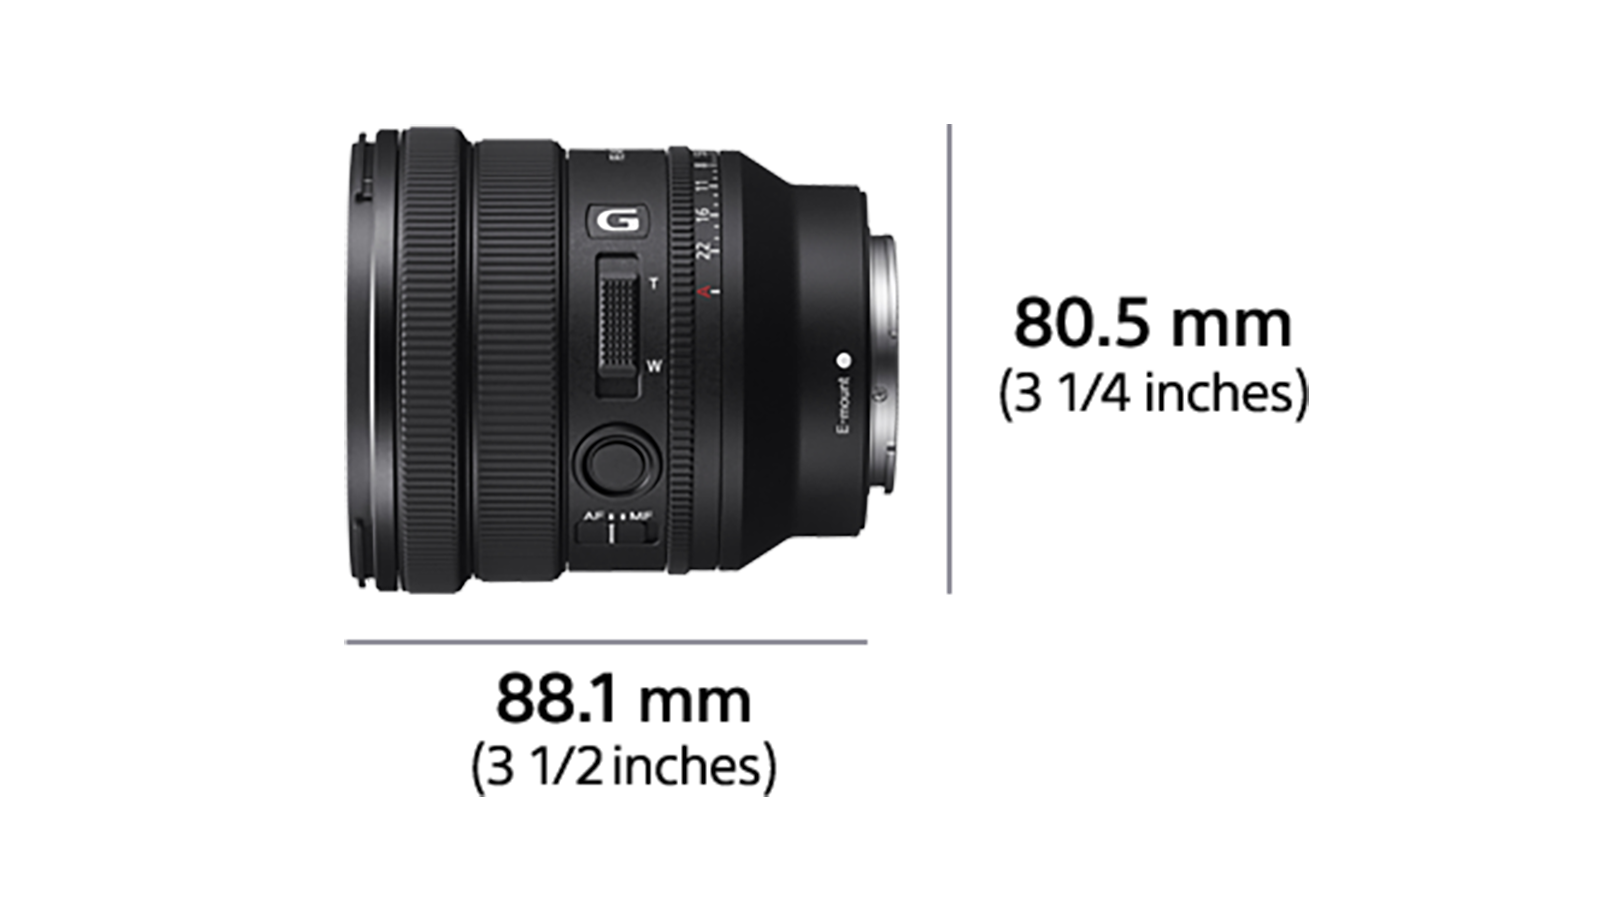 G
11
16
22
A
T
W
E-mount
AF MF
80.5 mm
(3 1/4 inches)
88.1 mm
(3 1/2 inches)